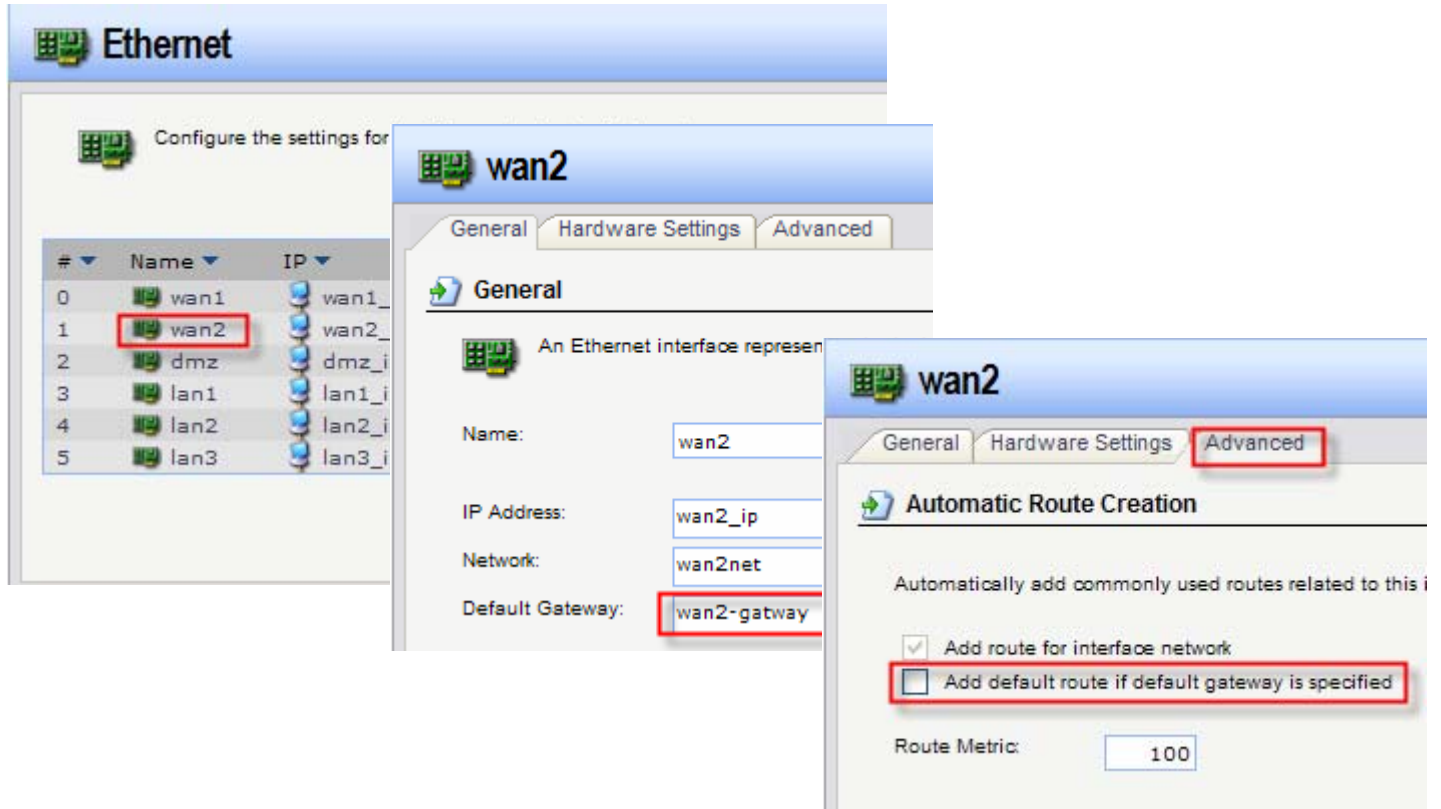 Ethernet
Configure the settings for
# Name IP
0 wan1 wan1_
1 wan2 wan2_
2 dmz dmz_i
3 lan1 lan1_i
4 lan2 lan2_i
5 lan3 lan3_i
wan2
General Hardware Settings Advanced
General
An Ethernet interface represen
Name: wan2
IP Address: wan2_ip
Network: wan2net
Default Gateway: wan2-gatway
wan2
General Hardware Settings Advanced
Automatic Route Creation
Automatically add commonly used routes related to this i
Add route for interface network
Add default route if default gateway is specified
Route Metric: 100